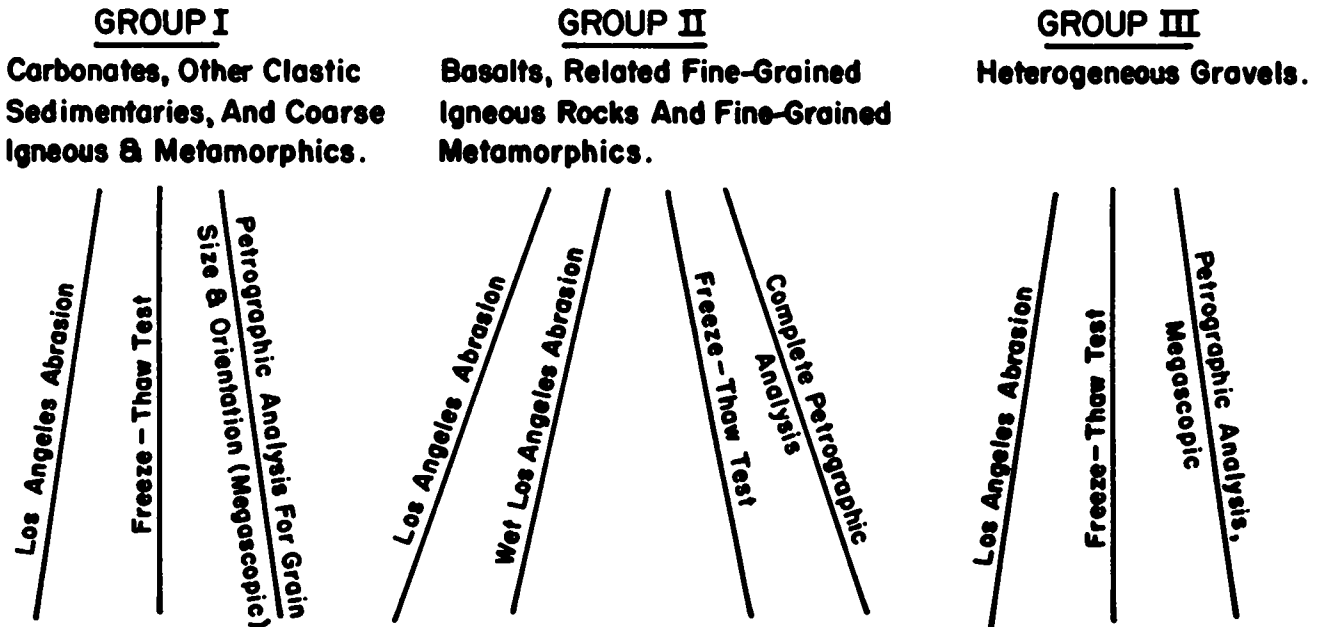 GROUP I
Carbonates, Other Clastic
Sedimentaries, And Coarse
Igneous & Metamorphics.
Los Angeles Abrasion
Freeze-Thaw Test
Petrographic Analysis For Grain
Size & Orientation (Megascopic)
GROUP II
Basalts, Related Fine-Grained
Igneous Rocks And Fine-Grained
Metamorphics.
Los Angeles Abrasion
Wet Los Angeles Abrasion
Freeze-Thaw Test
Complete Petrographic
Analysis
GROUP III
Heterogeneous Gravels.
Los Angeles Abrasion
Freeze-Thaw Test
Petrographic Analysis,
Megascopic